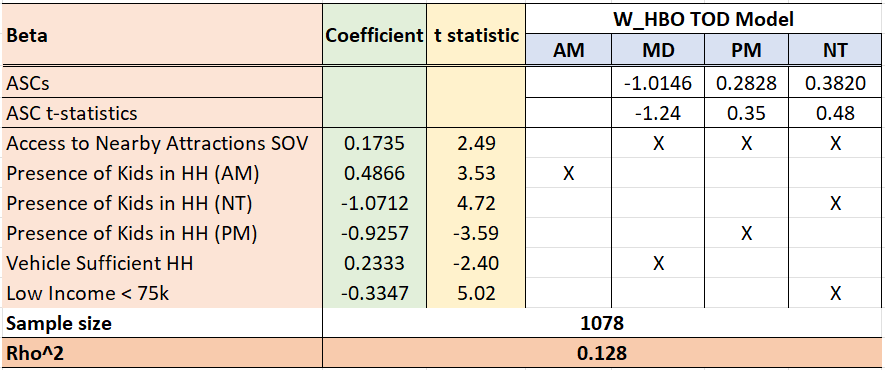 Beta Coefficient t statistic W_HBO TOD Model
AM MD PM NT
ASCs -1.0146 0.2828 0.3820
ASC t-statistics -1.24 0.35 0.48
Access to Nearby Attractions SOV 0.1735 2.49 X X X
Presence of Kids in HH (AM) 0.4866 3.53 X
Presence of Kids in HH (NT) -1.0712 4.72 X
Presence of Kids in HH (PM) -0.9257 -3.59 X
Vehicle Sufficient HH 0.2333 -2.40 X
Low Income < 75k -0.3347 5.02 X
Sample size 1078
Rho^2 0.128